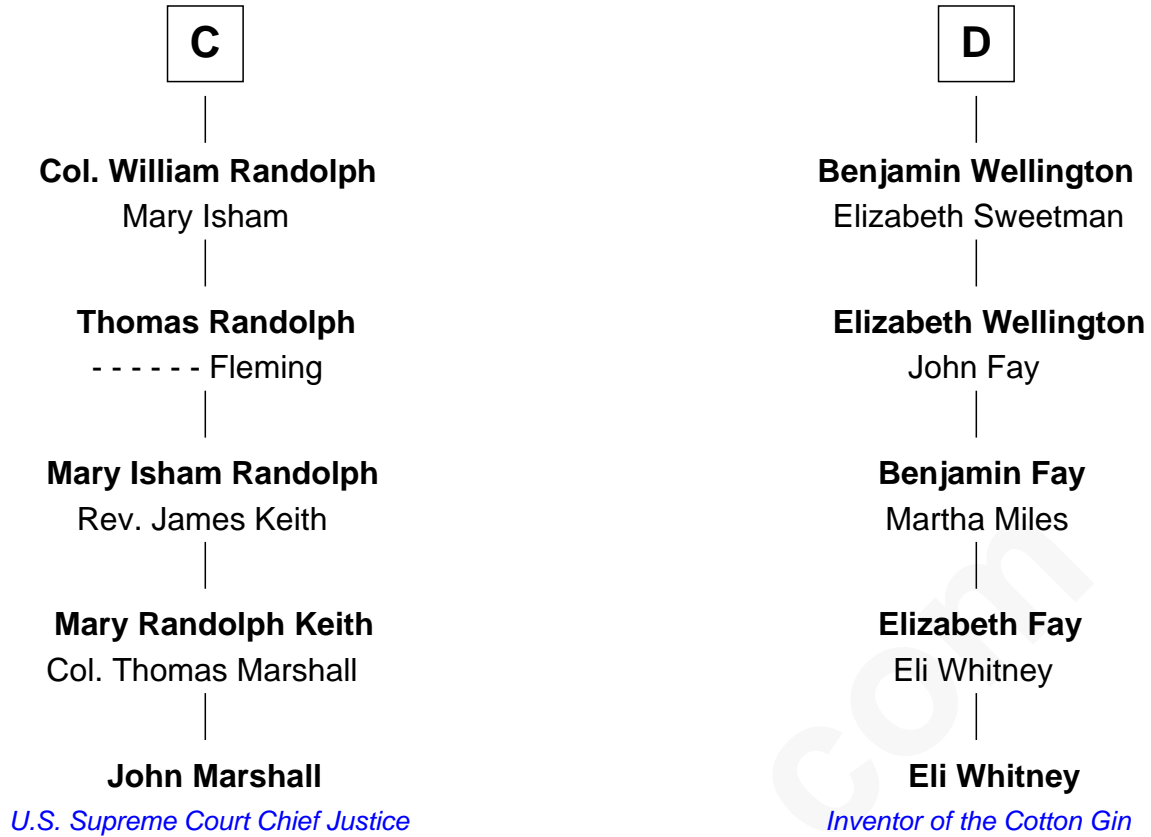 C
Col. William Randolph
Mary Isham
Thomas Randolph
- - - - - - Fleming
Mary Isham Randolph
Rev. James Keith
Mary Randolph Keith
Col. Thomas Marshall
John Marshall
U.S. Supreme Court Chief Justice
D
Benjamin Wellington
Elizabeth Sweetman
Elizabeth Wellington
John Fay
Benjamin Fay
Martha Miles
Elizabeth Fay
Eli Whitney
Eli Whitney
Inventor of the Cotton Gin
com